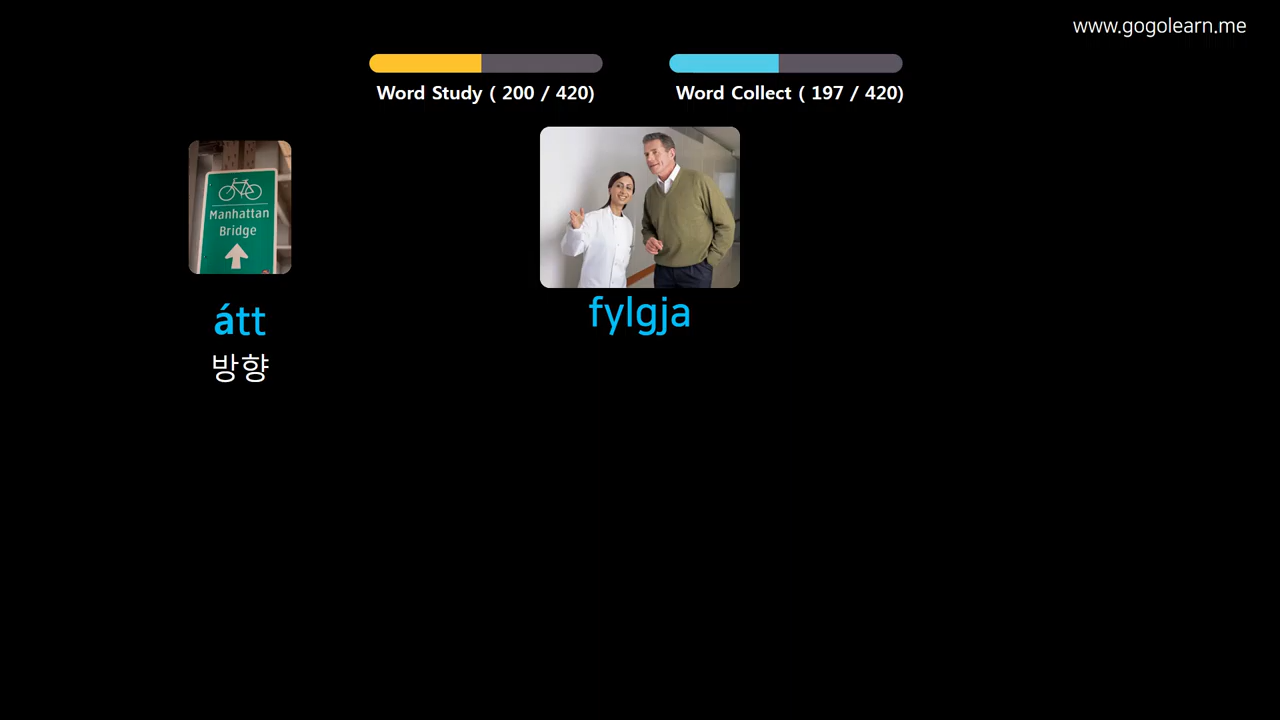 www.gogolearn.me
Word Study ( 200 / 420)
Word Collect ( 197 / 420)
Manhattan
Bridge
átt
방향
fylgja